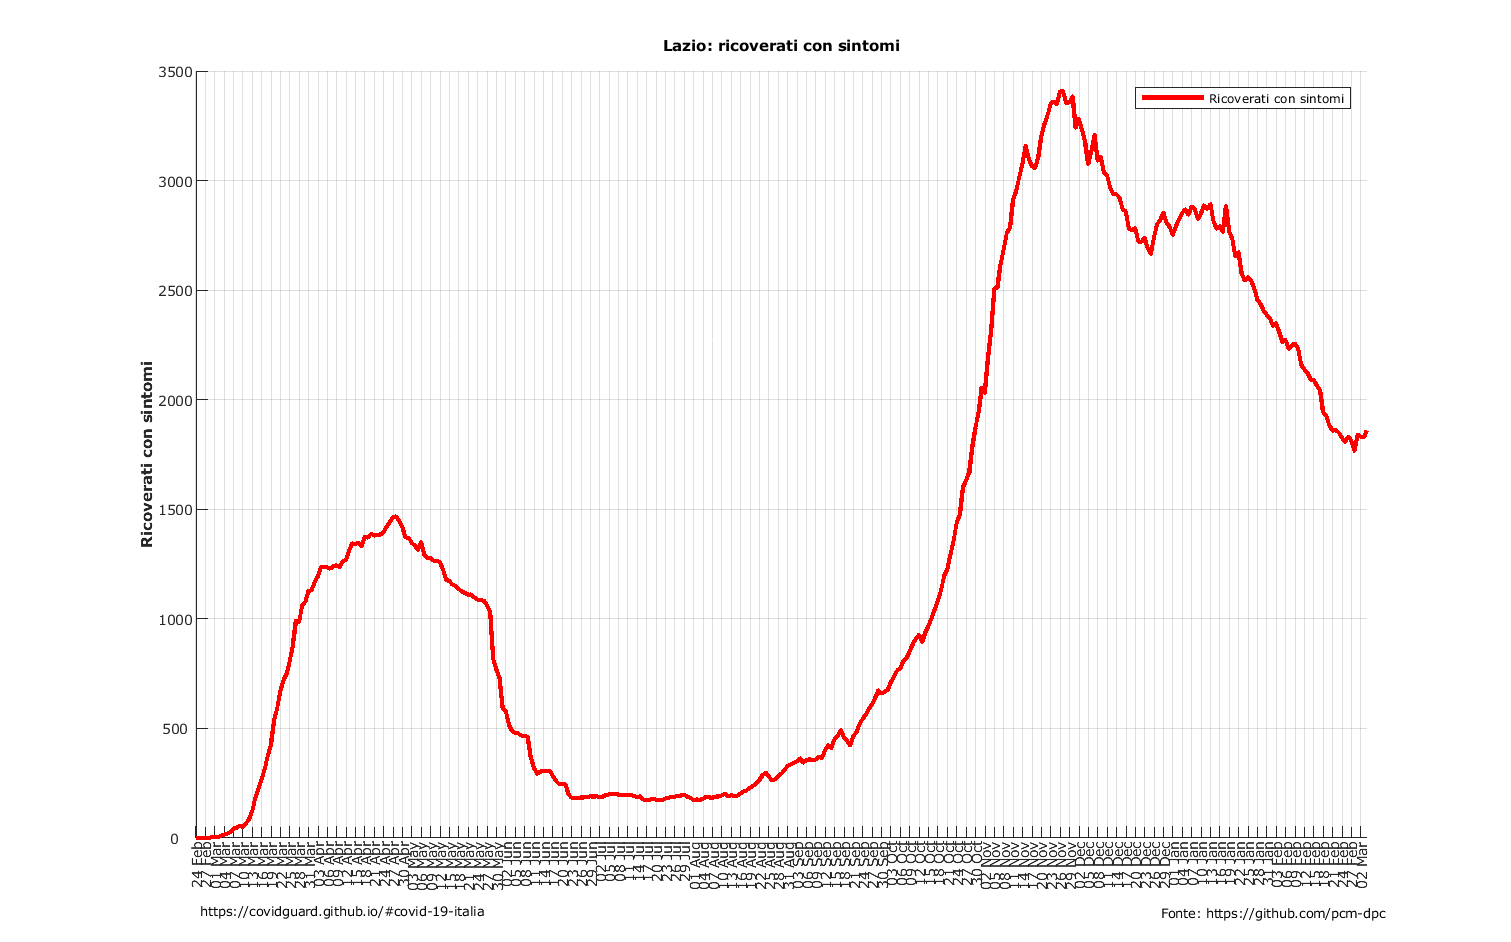 Lazio: ricoverati con sintomi
Ricoverati con sintomi
Ricoverati con sintomi
3500
3000
2500
2000
1500
1000
500
0
24 Feb
27 Feb
01 Mar
04 Mar
07 Mar
10 Mar
13 Mar
16 Mar
19 Mar
22 Mar
25 Mar
28 Mar
31 Mar
03 Apr
06 Apr
09 Apr
12 Apr
15 Apr
18 Apr
21 Apr
24 Apr
27 Apr
30 Apr
03 May
06 May
09 May
12 May
15 May
18 May
21 May
24 May
27 May
30 May
02 Jun
05 Jun
08 Jun
11 Jun
14 Jun
17 Jun
20 Jun
23 Jun
26 Jun
29 Jun
02 Jul
05 Jul
08 Jul
11 Jul
14 Jul
17 Jul
20 Jul
23 Jul
26 Jul
29 Jul
01 Aug
04 Aug
07 Aug
10 Aug
13 Aug
16 Aug
19 Aug
22 Aug
25 Aug
28 Aug
31 Aug
03 Sep
06 Sep
09 Sep
12 Sep
15 Sep
18 Sep
21 Sep
24 Sep
27 Sep
30 Sep
03 Oct
06 Oct
09 Oct
12 Oct
15 Oct
18 Oct
21 Oct
24 Oct
27 Oct
30 Oct
02 Nov
05 Nov
08 Nov
11 Nov
14 Nov
17 Nov
20 Nov
23 Nov
26 Nov
29 Nov
02 Dec
05 Dec
08 Dec
11 Dec
14 Dec
17 Dec
20 Dec
23 Dec
26 Dec
29 Dec
01 Jan
04 Jan
07 Jan
10 Jan
13 Jan
16 Jan
19 Jan
22 Jan
25 Jan
28 Jan
31 Jan
03 Feb
06 Feb
09 Feb
12 Feb
15 Feb
18 Feb
21 Feb
24 Feb
27 Feb
02 Mar
https://covidguard.github.io/#covid-19-italia
Fonte: https://github.com/pcm-dpc